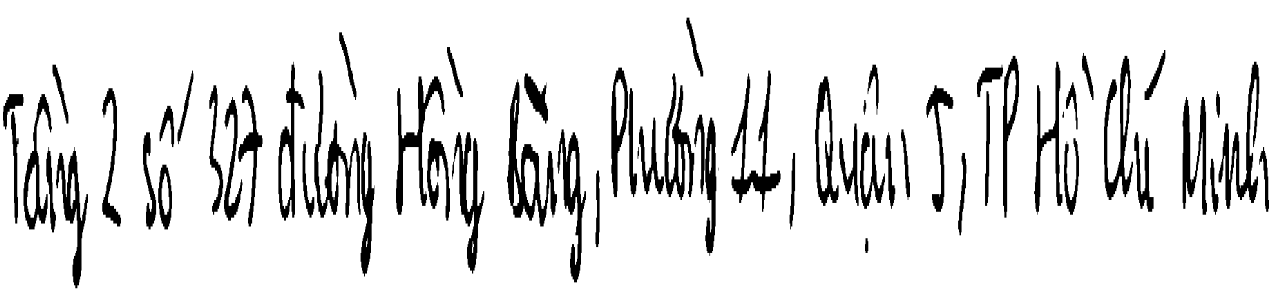 Tầng 2 số 327 đường Hồng Bàng, Phường 11, Quận 5, TP Hồ Chí Minh